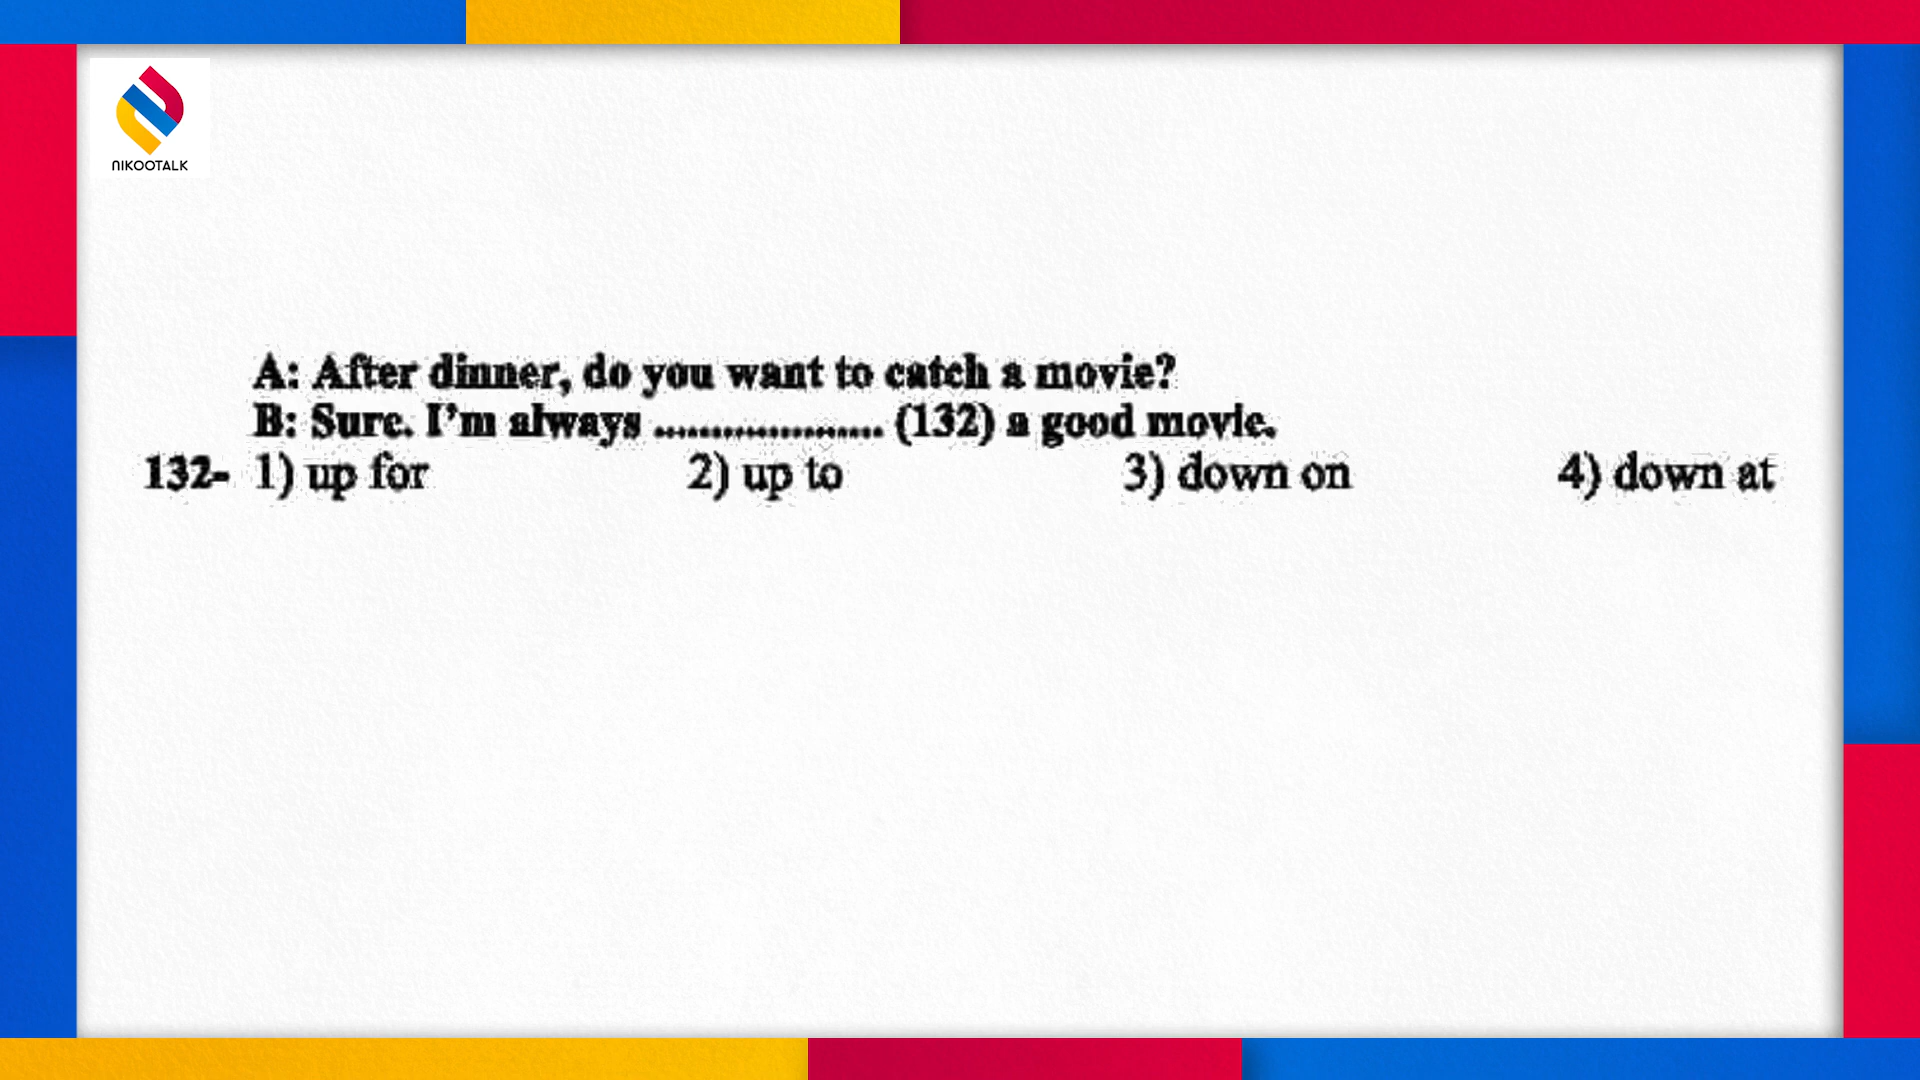 NIKOOTALK
A: After dinner, do you want to catch a movie?
B: Sure. I'm always .................... (132) a good movie.
132- 1) up for 2) up to 3) down on 4) down at